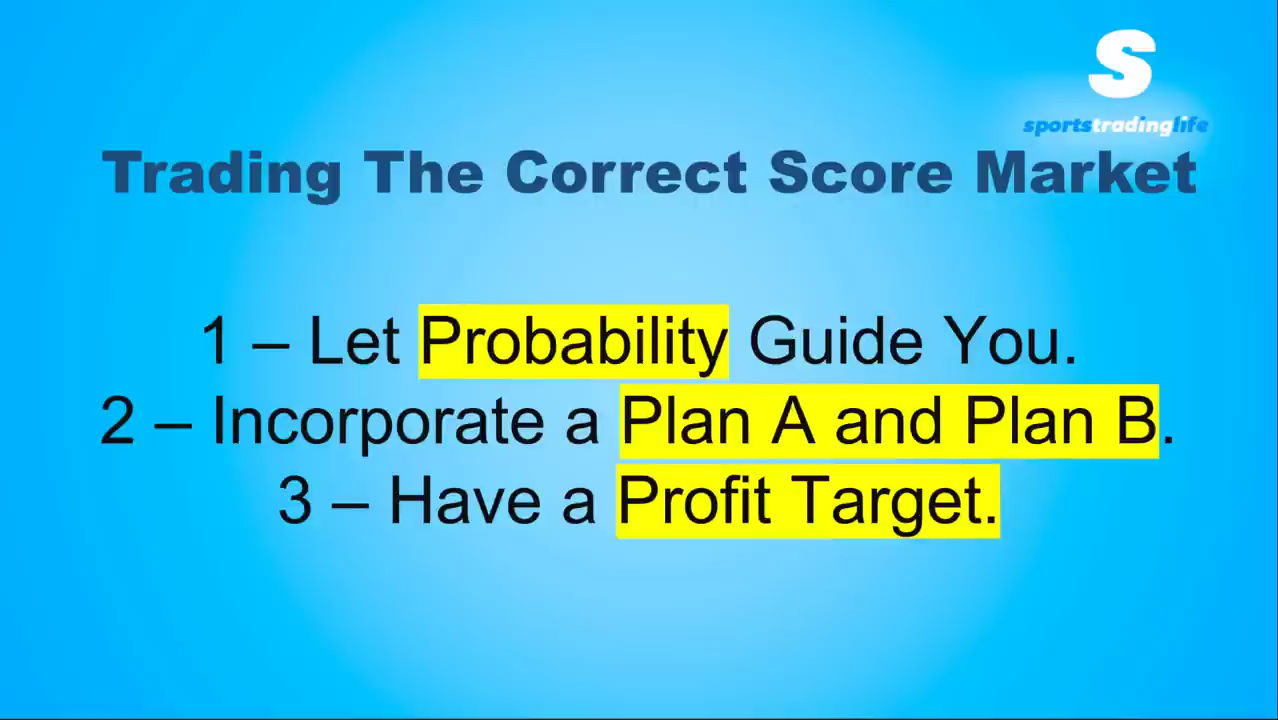 S
sportstradinglife
Trading The Correct Score Market
1 – Let Probability Guide You.
2 – Incorporate a Plan A and Plan B.
3 – Have a Profit Target.